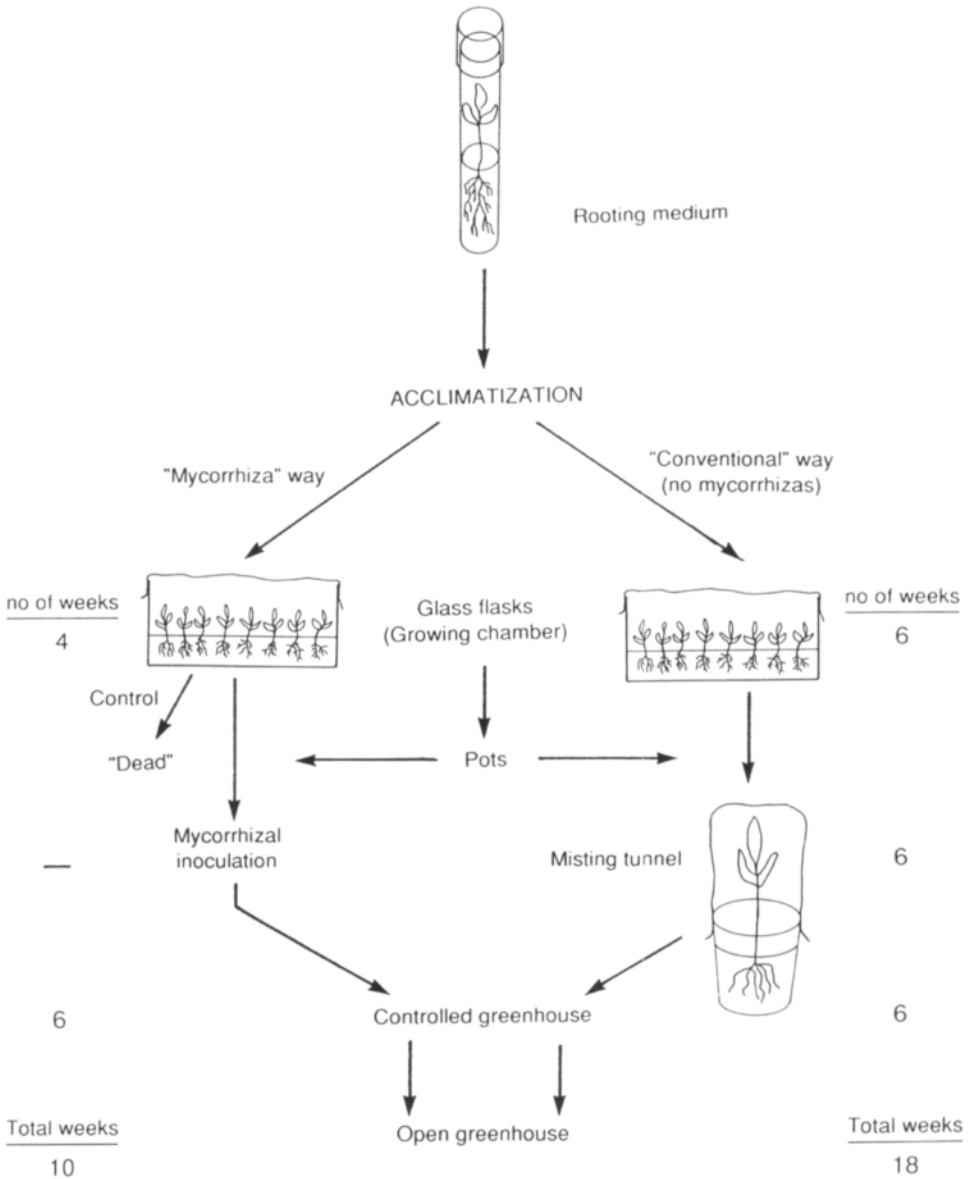 Rooting medium
ACCLIMATIZATION
"Mycorrhiza" way
"Conventional" way
(no mycorrhizas)
no of weeks
4
Glass flasks
(Growing chamber)
no of weeks
6
Control
"Dead"
Pots
Mycorrhizal
inoculation
—
Misting tunnel
6
6
Controlled greenhouse
6
Total weeks
10
Open greenhouse
Total weeks
18